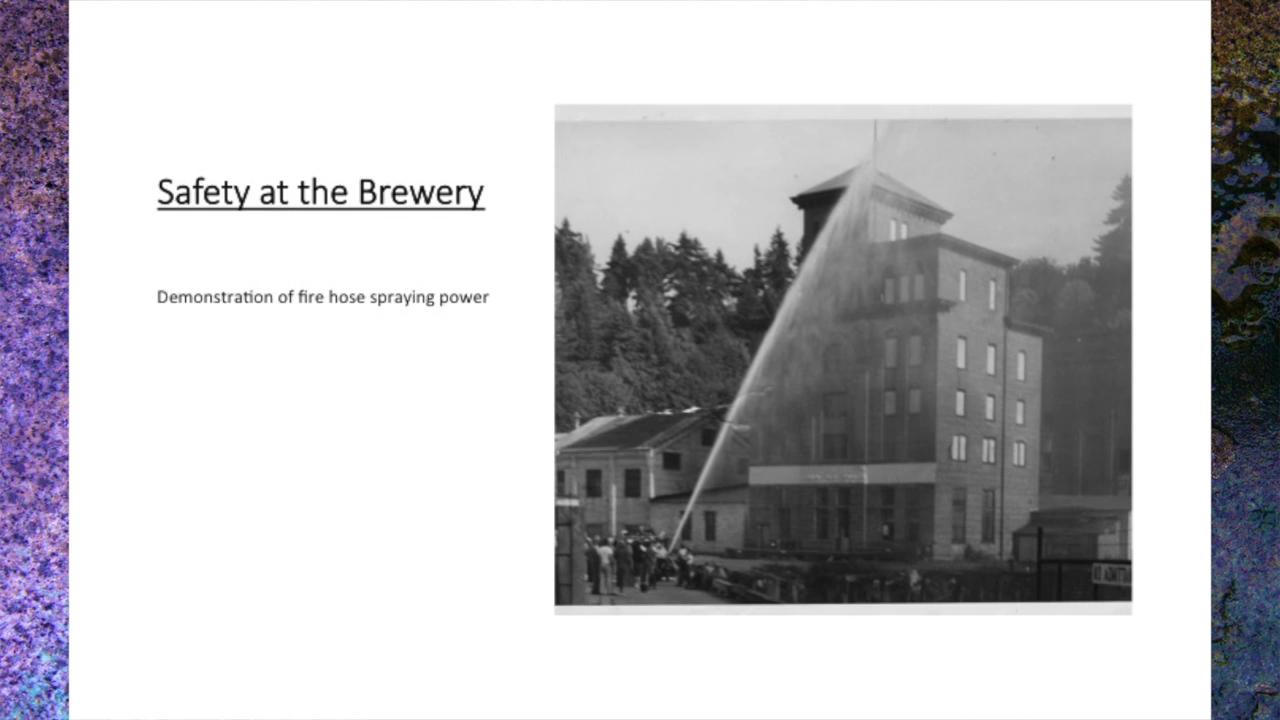 Safety at the Brewery
Demonstration of fire hose spraying power